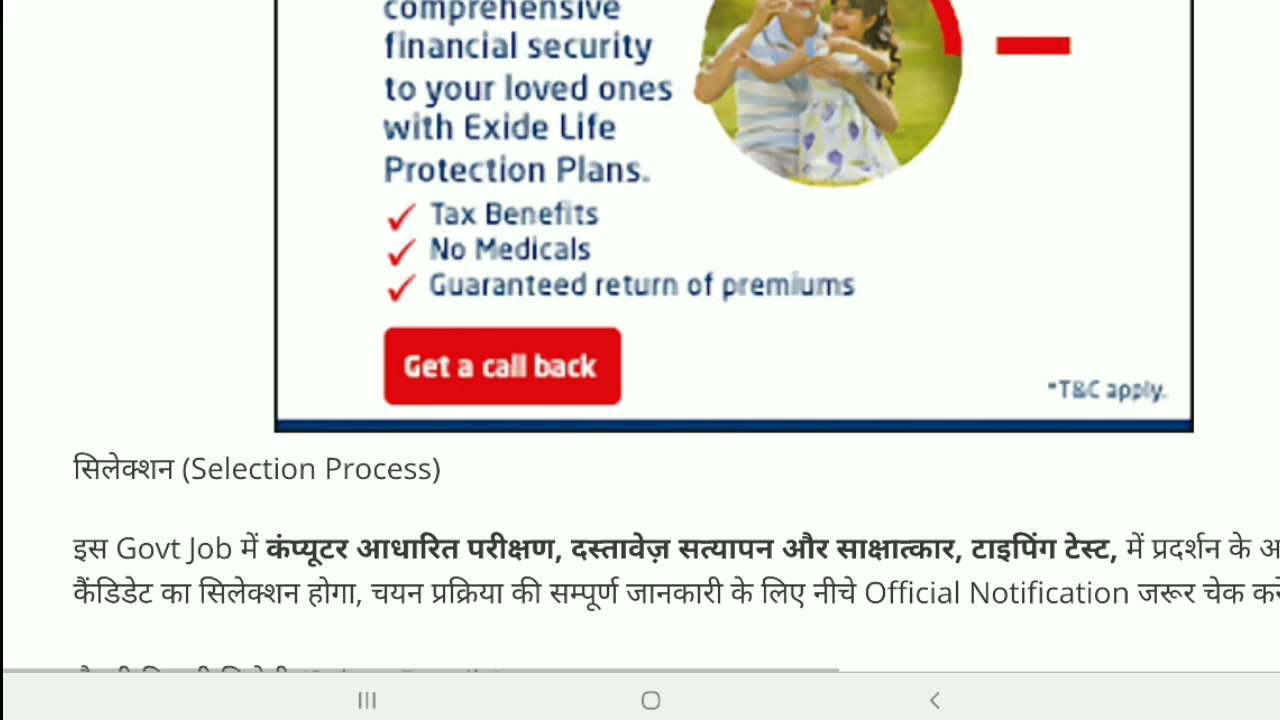 comprehensive
financial security
to your loved ones
with Exide Life
Protection Plans.
Tax Benefits
No Medicals
Guaranteed return of premiums
Get a call back
*T&C apply.
सिलेक्शन (Selection Process)
इस Govt Job में कंप्यूटर आधारित परीक्षण, दस्तावेज़ सत्यापन और साक्षात्कार, टाइपिंग टेस्ट, में प्रदर्शन के
कैंडिडेट का सिलेक्शन होगा, चयन प्रक्रिया की सम्पूर्ण जानकारी के लिए नीचे Official Notification जरूर चेक